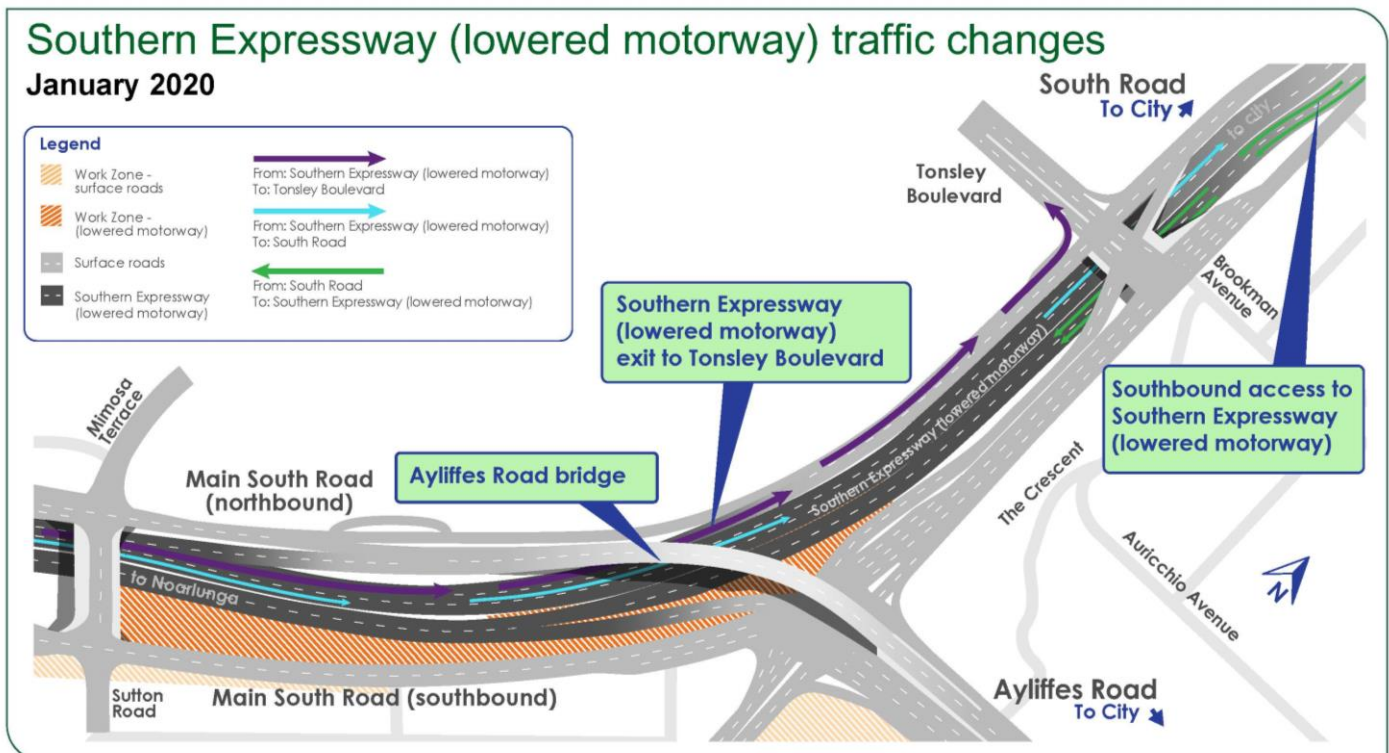 Southern Expressway (lowered motorway) traffic changes
January 2020
Legend
Work Zone -
surface roads
Work Zone -
(lowered motorway)
Surface roads
Southern Expressway
(lowered motorway)
From: Southern Expressway (lowered motorway)
To: Tonsley Boulevard
From: Southern Expressway (lowered motorway)
To: South Road
From: South Road
To: Southern Expressway (lowered motorway)
South Road
To City
to city
Tonsley
Boulevard
Brookman
Avenue
Southern Expressway
(lowered motorway)
exit to Tonsley Boulevard
Southbound access to
Southern Expressway
(lowered motorway)
Southern Expressway (lowered motorway)
Mimosa
Terrace
Main South Road
(northbound)
Ayliffes Road bridge
The Crescent
Auricchio Avenue
N
to Noarlunga
Sutton
Road
Main South Road (southbound)
Ayliffes Road
To City